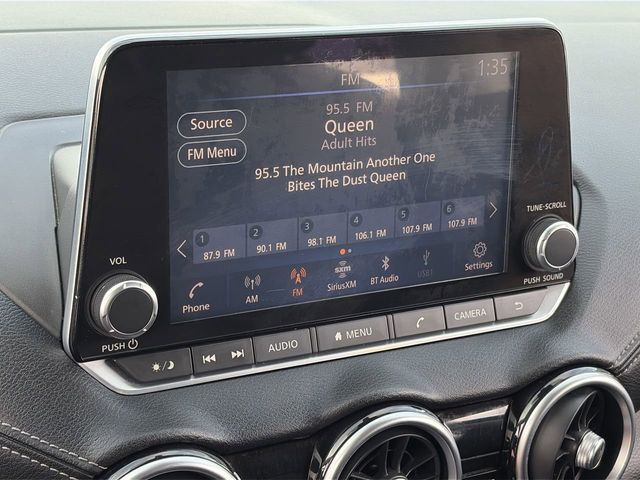 FM
1:35
Source
FM Menu
95.5 FM
Queen
Adult Hits
95.5 The Mountain Another One
Bites The Dust Queen
1
87.9 FM
2
90.1 FM
3
98.1 FM
4
106.1 FM
5
107.9 FM
6
107.9 FM
Phone
AM
FM
sxm
SiriusXM
BT Audio
USB1
Settings
VOL
PUSH
TUNE·SCROLL
PUSH SOUND
AUDIO
MENU
CAMERA